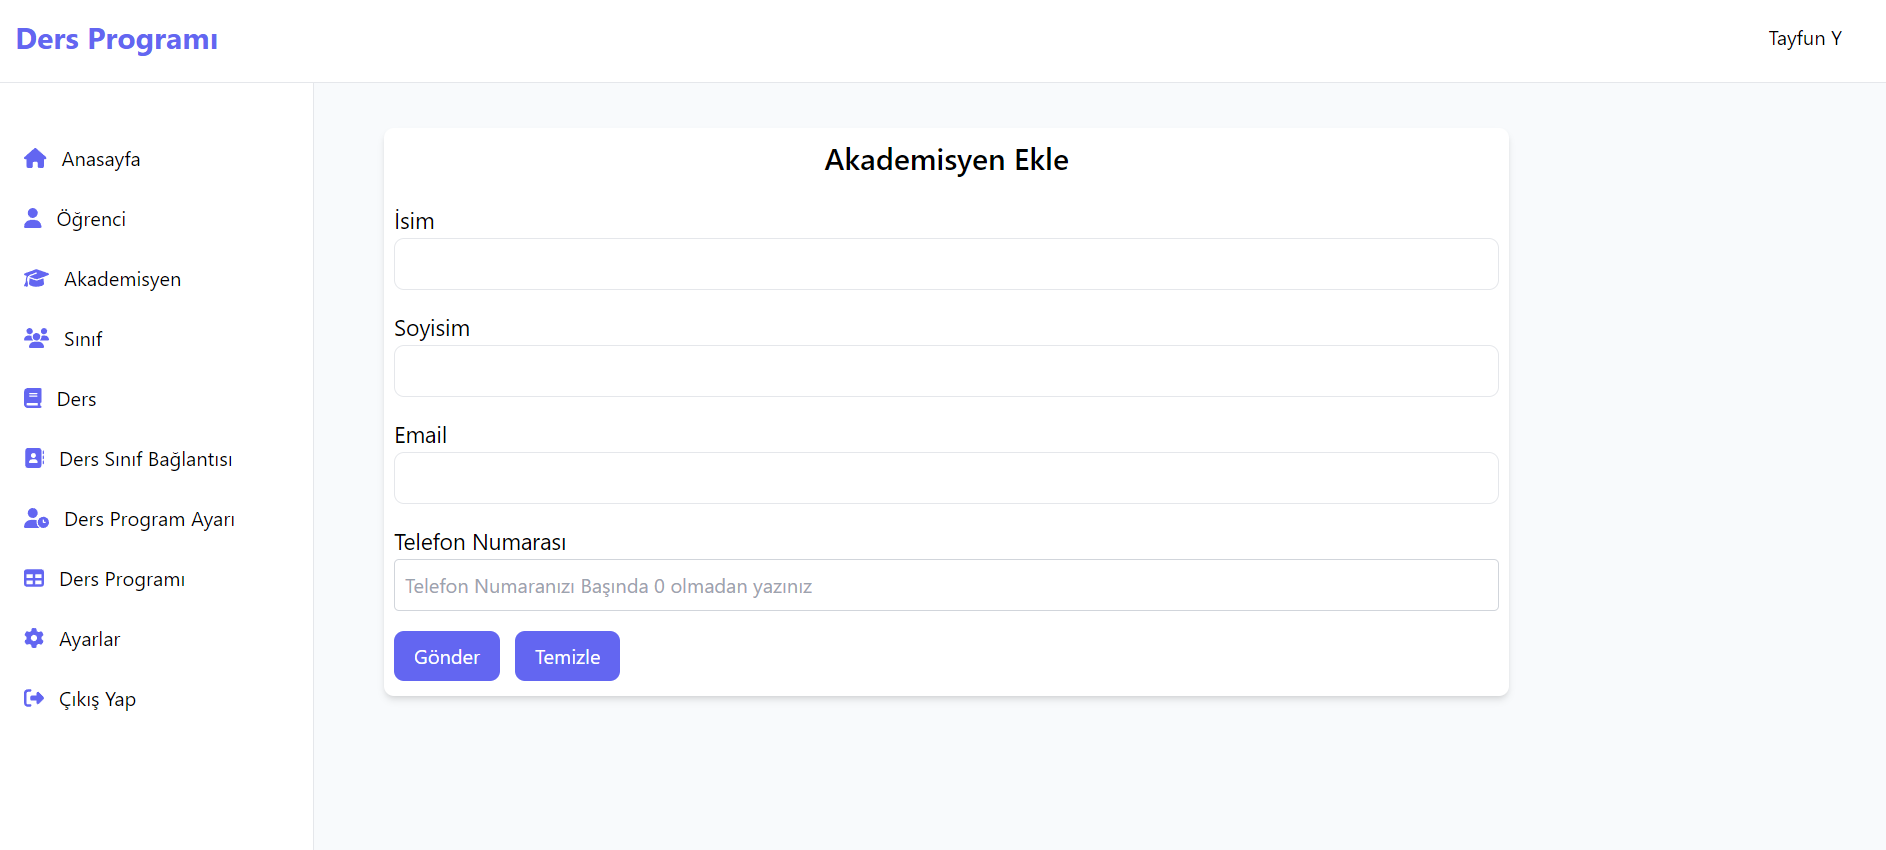 Ders Programı
Tayfun Y
Anasayfa
Öğrenci
Akademisyen
Sınıf
Ders
Ders Sınıf Bağlantısı
Ders Program Ayarı
Ders Programı
Ayarlar
Çıkış Yap
Akademisyen Ekle
İsim
Soyisim
Email
Telefon Numarası
Telefon Numaranızı Başında 0 olmadan yazınız
Gönder Temizle